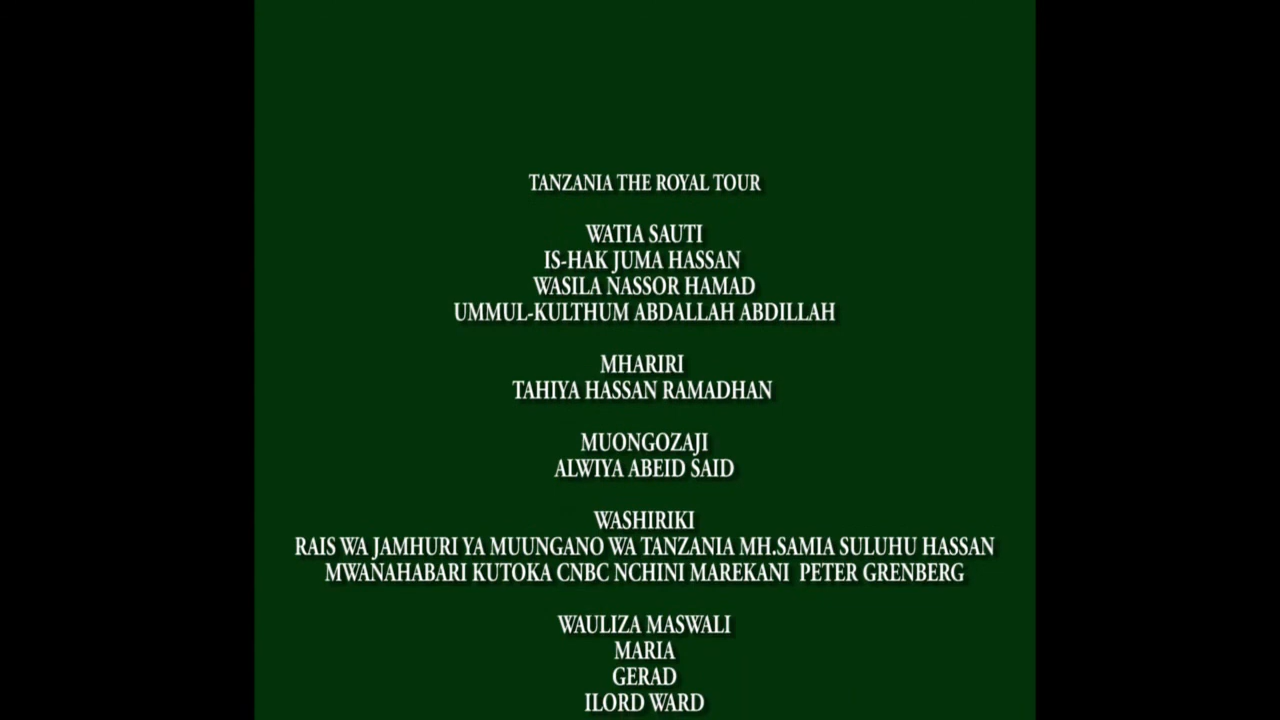 TANZANIA THE ROYAL TOUR
WATIA SAUTI
IS-HAK JUMA HASSAN
WASILA NASSOR HAMAD
UMMUL-KULTHUM ABDALLAH ABDILLAH
MHARIRI
TAHIYA HASSAN RAMADHAN
MUONGOZAJI
ALWIYA ABEID SAID
WASHIRIKI
RAIS WA JAMHURI YA MUUNGANO WA TANZANIA MH.SAMIA SULUHU HASSAN
MWANAHABARI KUTOKA CNBC NCHINI MAREKANI  PETER GRENBERG
WAULIZA MASWALI
MARIA
GERAD
ILORD WARD